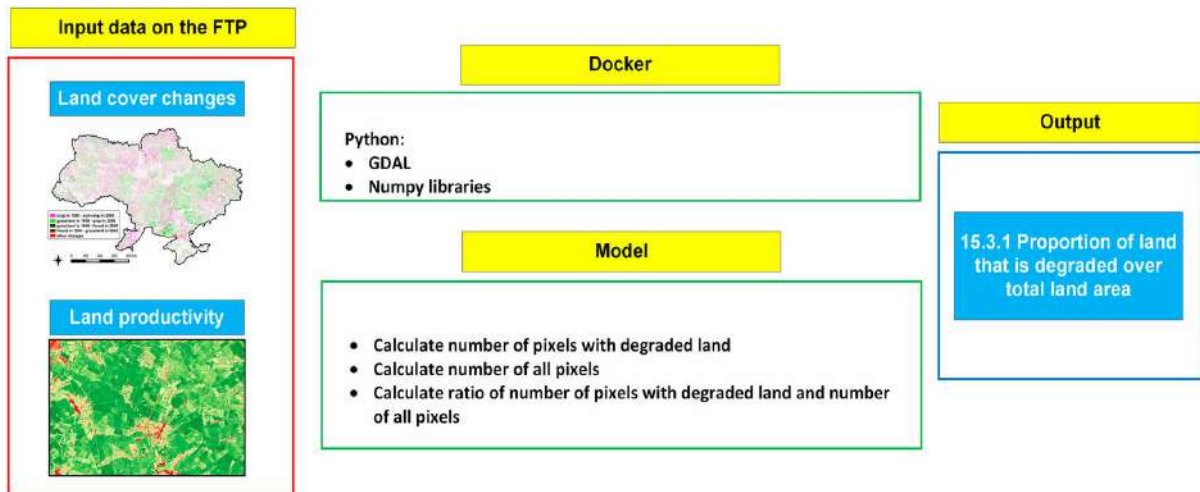 Input data on the FTP
Land cover changes
Land productivity
Docker
Python:
• GDAL
• Numpy libraries
Model
• Calculate number of pixels with degraded land
• Calculate number of all pixels
• Calculate ratio of number of pixels with degraded land and number
of all pixels
Output
15.3.1 Proportion of land
that is degraded over
total land area